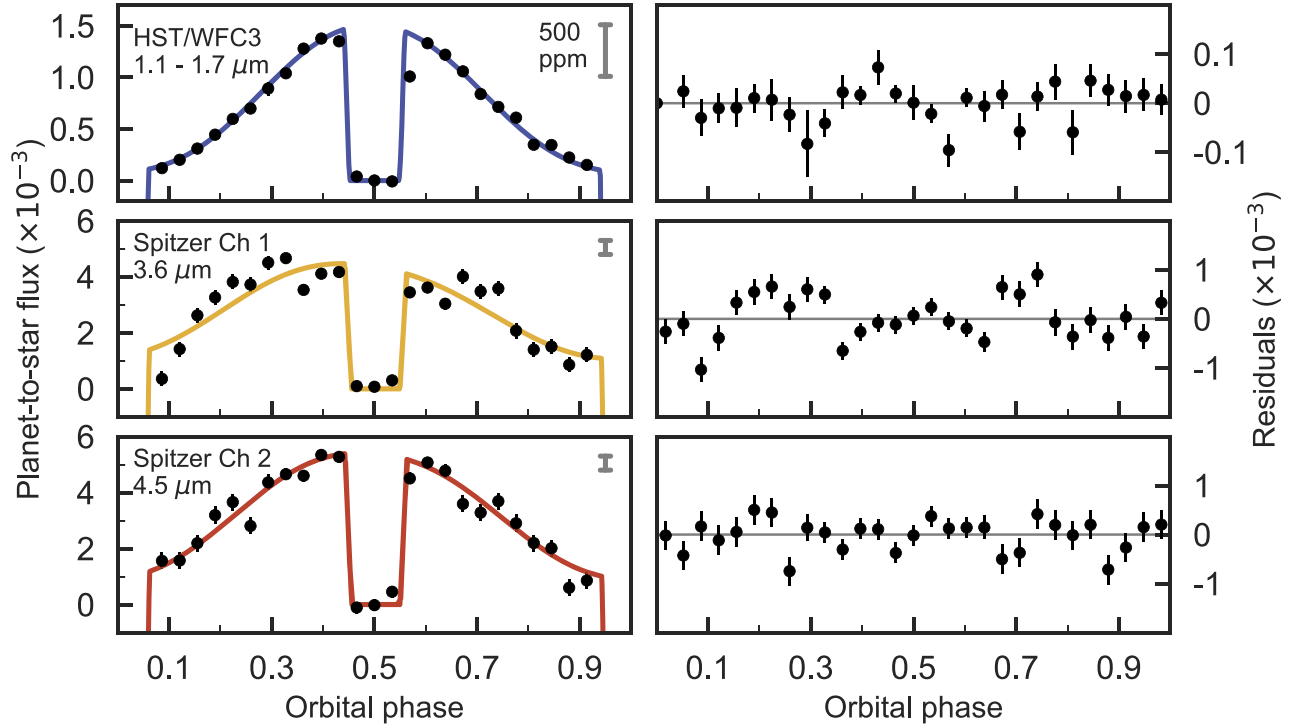 Planet-to-star flux (×10⁻³)
1.5
1.0
0.5
0.0
HST/WFC3
1.1 - 1.7 μm
500
ppm
0.1
0
-0.1
6
4
2
0
Spitzer Ch 1
3.6 μm
1
0
-1
Residuals (×10⁻³)
6
4
2
0
Spitzer Ch 2
4.5 μm
1
0
-1
0.1 0.3 0.5 0.7 0.9
Orbital phase
0.1 0.3 0.5 0.7 0.9
Orbital phase